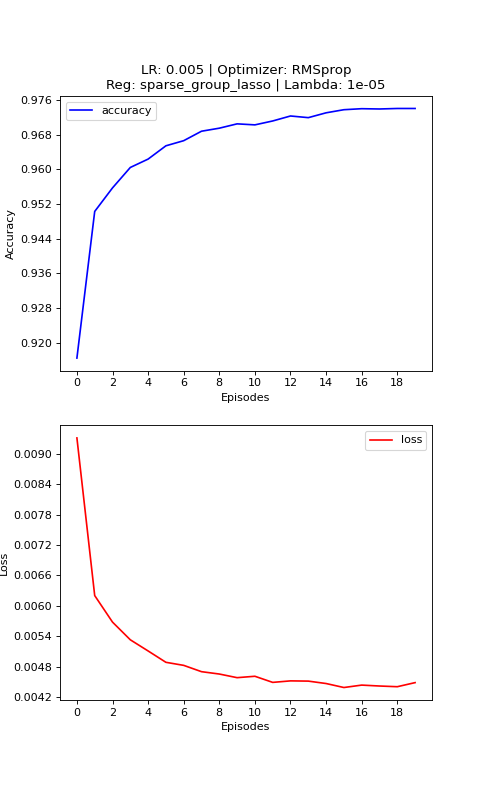 LR: 0.005 | Optimizer: RMSprop
Reg: sparse_group_lasso | Lambda: 1e-05
accuracy
0.976
0.968
0.960
0.952
0.944
0.936
0.928
0.920
Accuracy
0 2 4 6 8 10 12 14 16 18
Episodes
loss
0.0090
0.0084
0.0078
0.0072
0.0066
0.0060
0.0054
0.0048
0.0042
Loss
0 2 4 6 8 10 12 14 16 18
Episodes